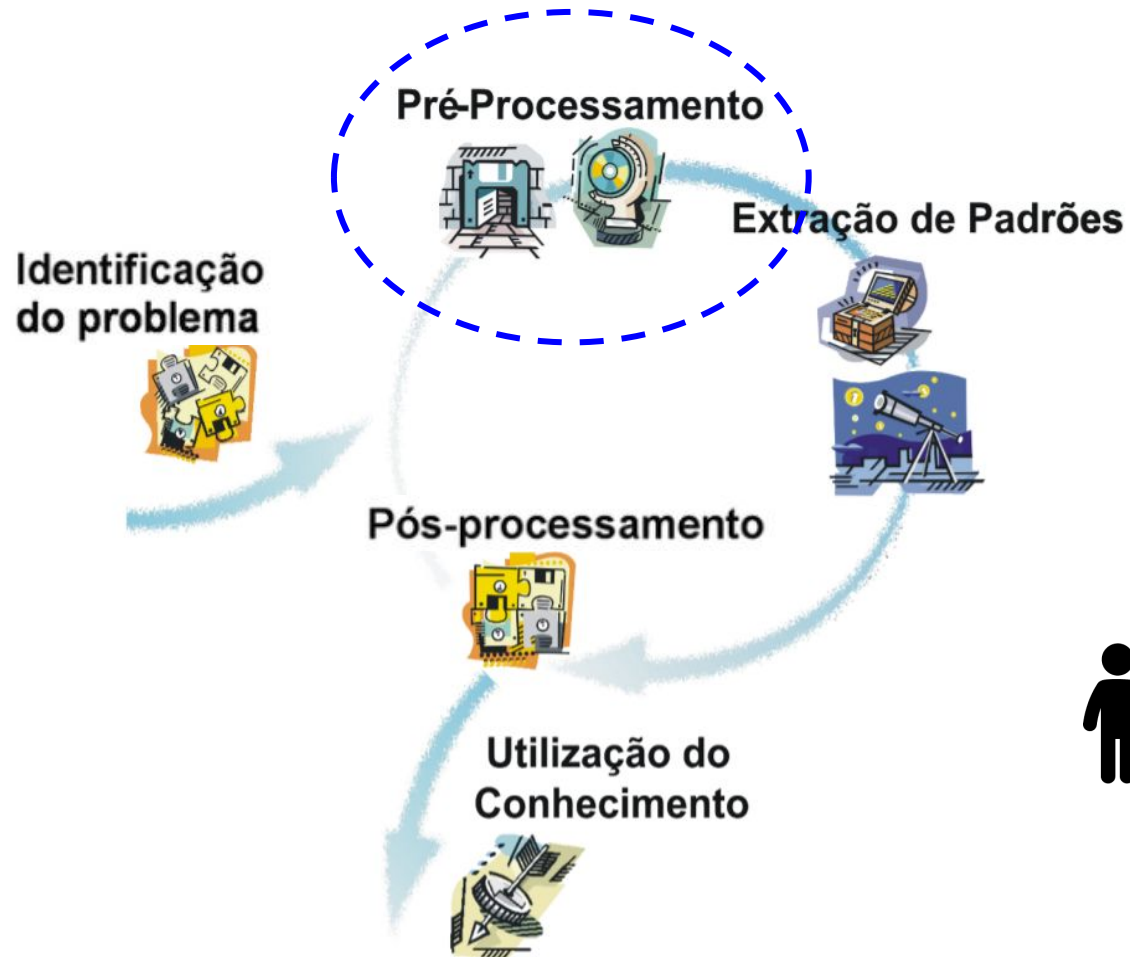 Pré-Processamento
Extração de Padrões
Identificação
do problema
Pós-processamento
Utilização do
Conhecimento